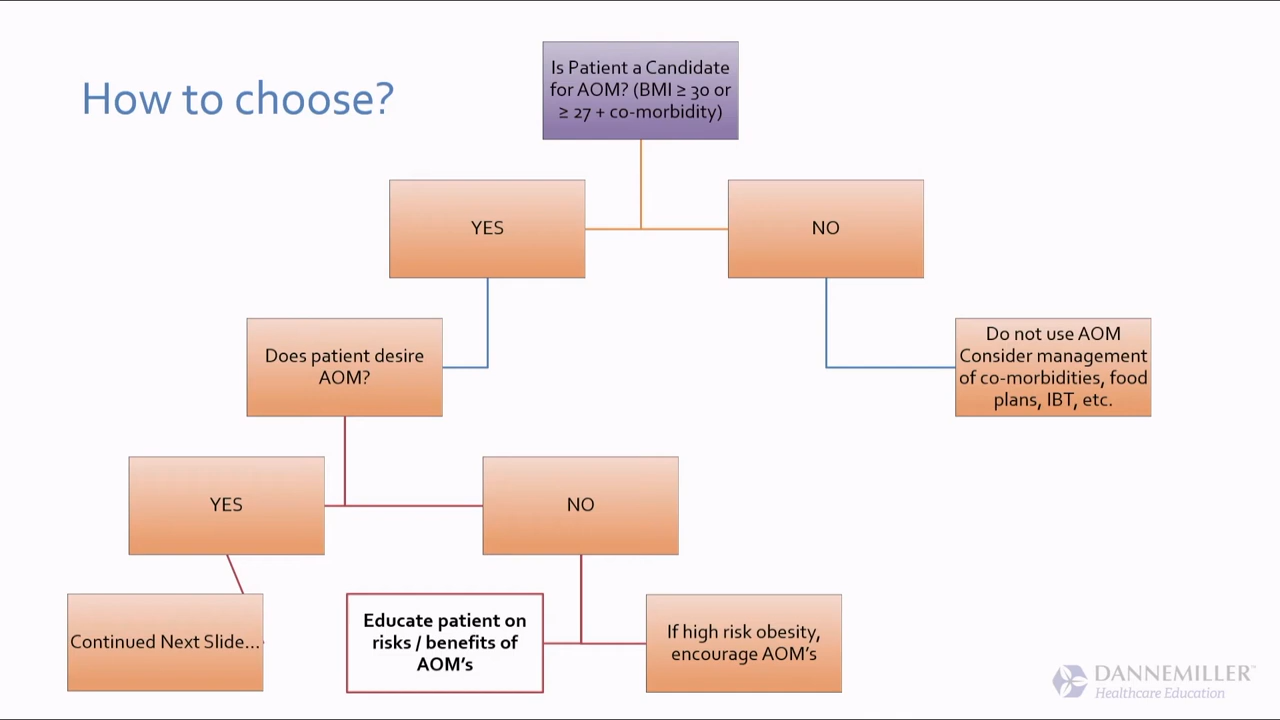 How to choose?
Is Patient a Candidate
for AOM? (BMI ≥ 30 or
≥ 27 + co-morbidity)
YES
NO
Does patient desire
AOM?
Do not use AOM
Consider management
of co-morbidities, food
plans, IBT, etc.
YES
NO
Continued Next Slide...
Educate patient on
risks / benefits of
AOM's
If high risk obesity,
encourage AOM's
DANNEMILLER™
Healthcare Education